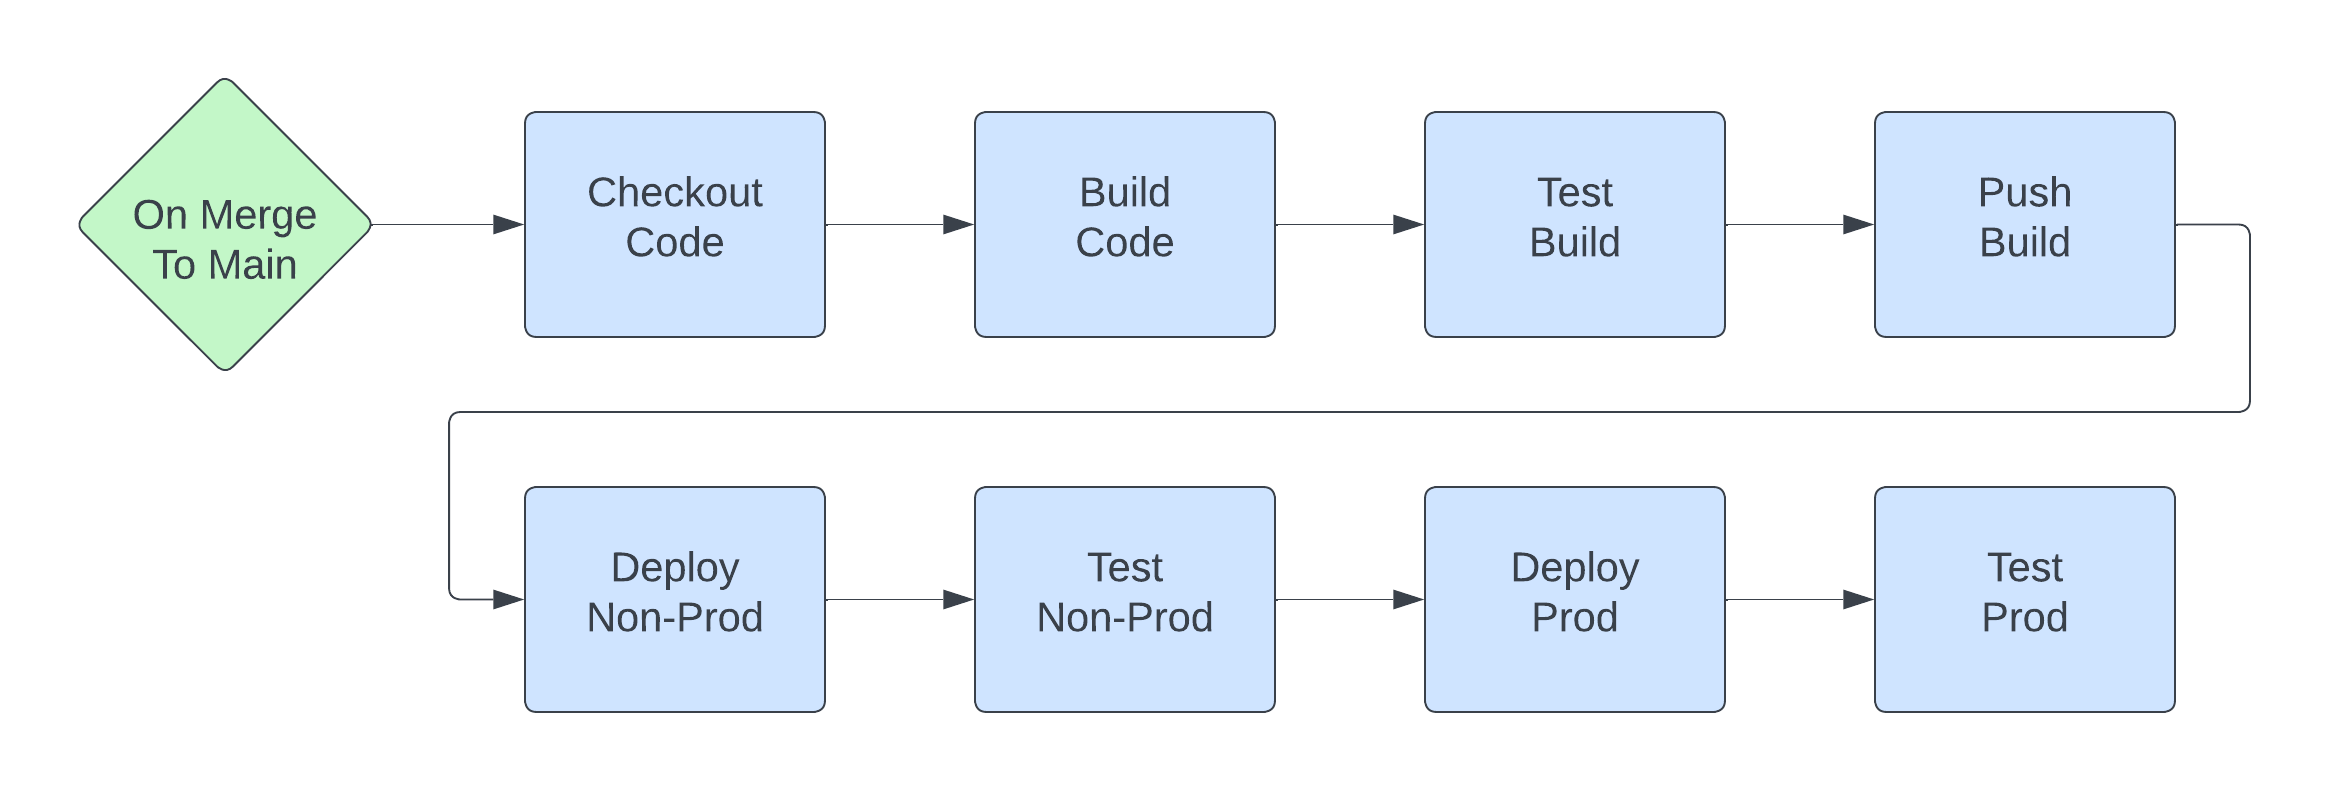 On Merge
To Main
Checkout
Code
Build
Code
Test
Build
Push
Build
Deploy
Non-Prod
Test
Non-Prod
Deploy
Prod
Test
Prod